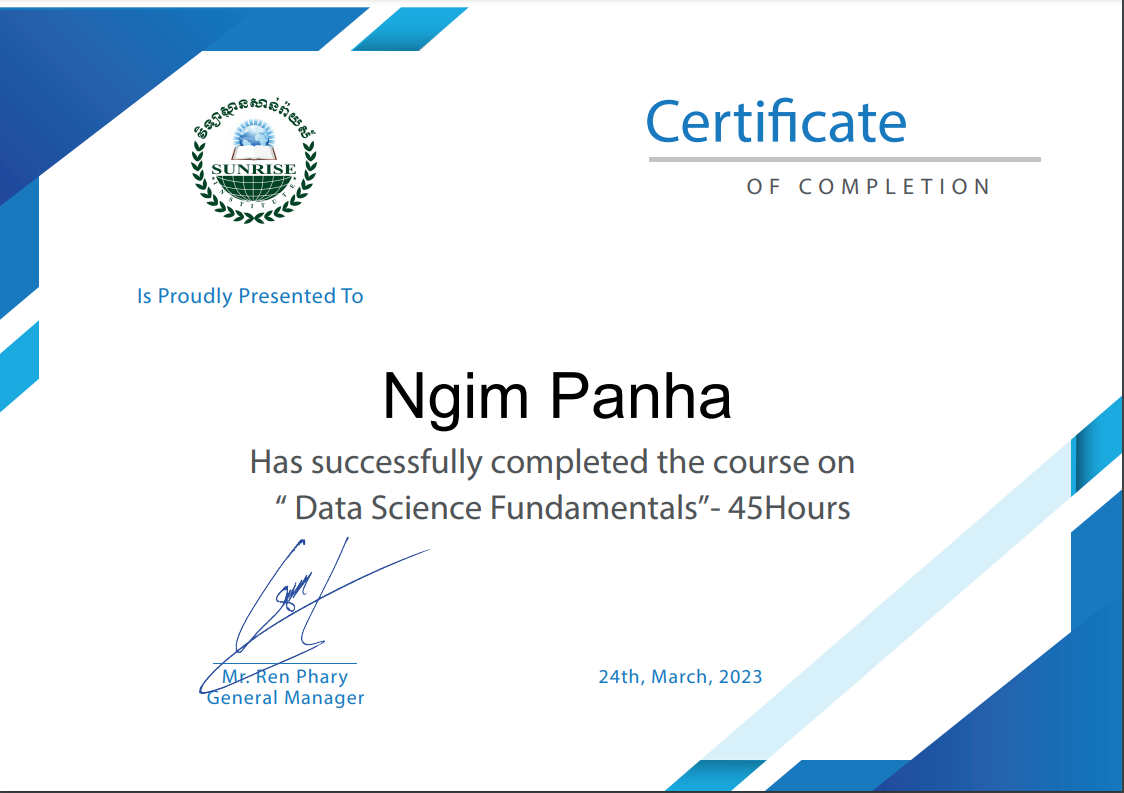 វិទ្យាស្ថានសាន់រ៉ាយស៍
SUNRISE
INSTITUTE
Certificate
OF COMPLETION
Is Proudly Presented To
Ngim Panha
Has successfully completed the course on
“ Data Science Fundamentals”- 45Hours
Mr. Ren Phary
General Manager
24th, March, 2023